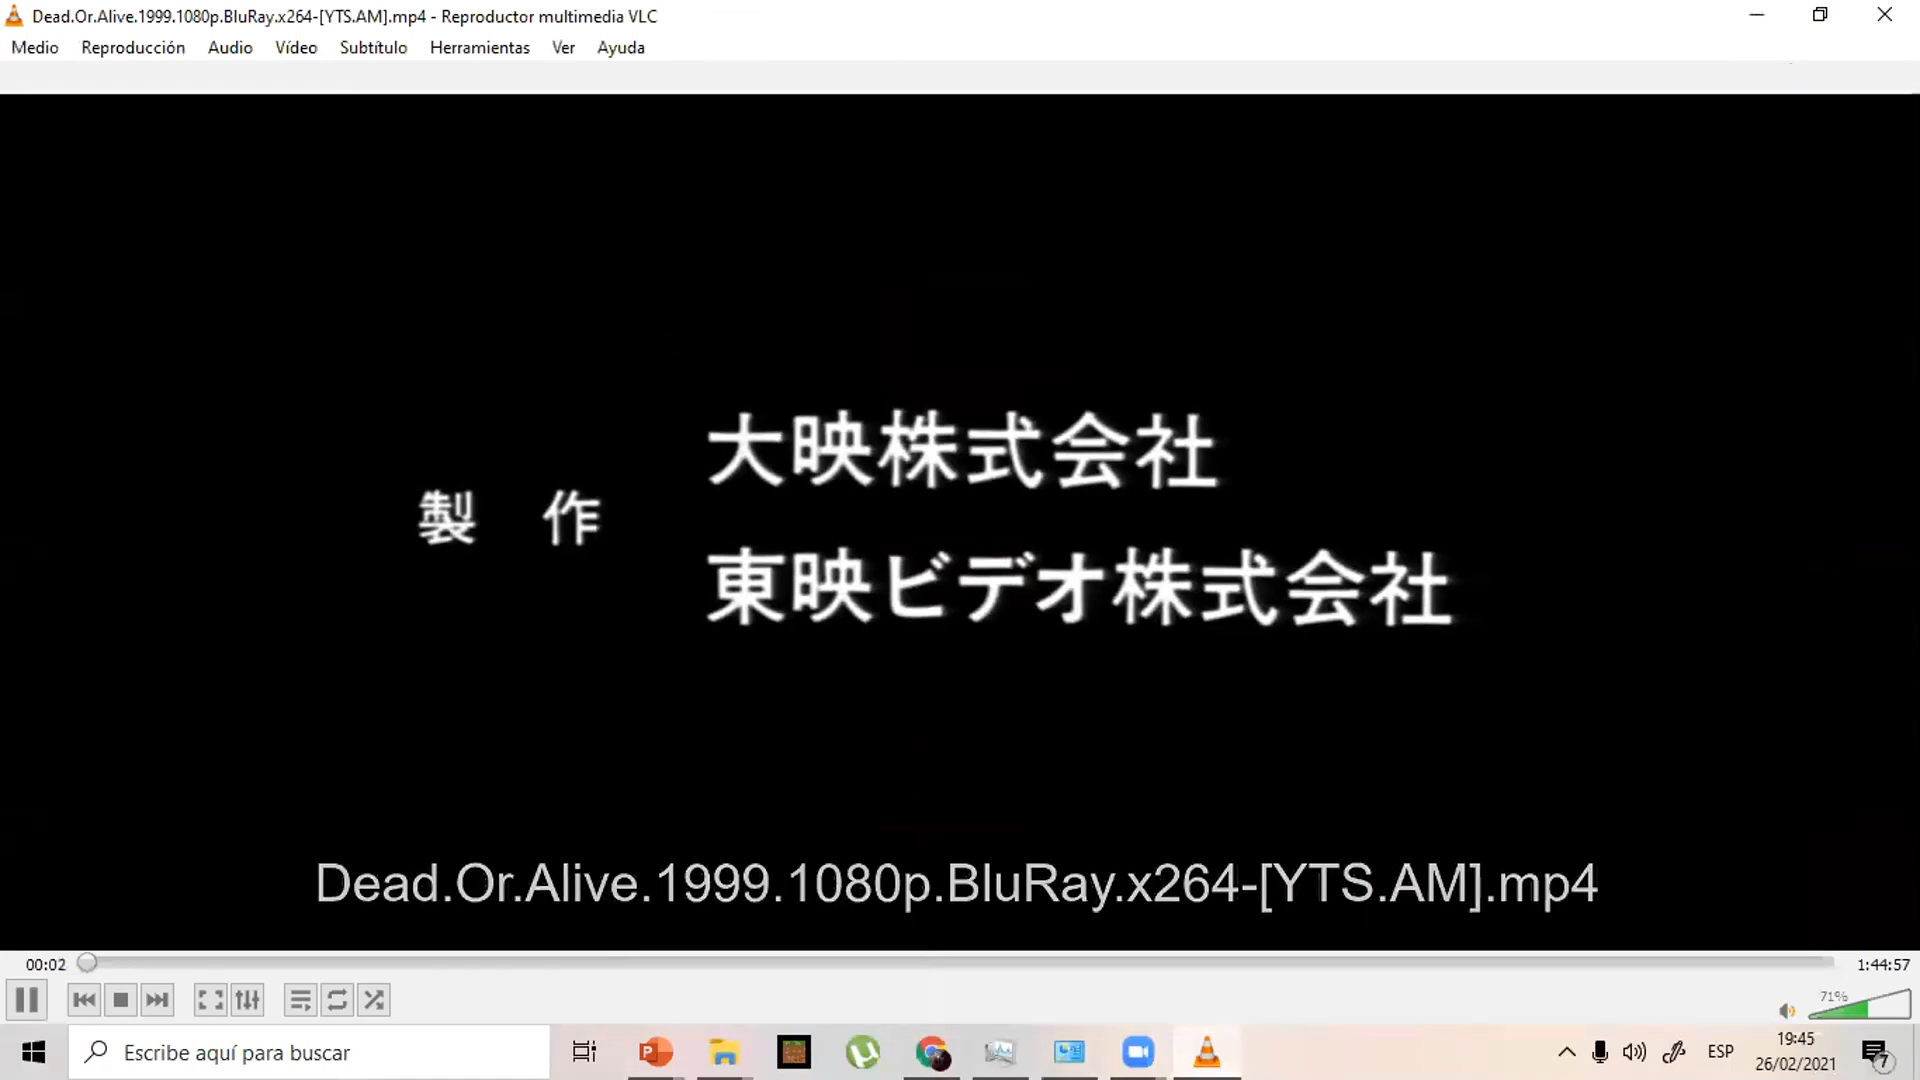 Dead.Or.Alive.1999.1080p.BluRay.x264-[YTS.AM].mp4 - Reproductor multimedia VLC
Medio Reproducción Audio Vídeo Subtítulo Herramientas Ver Ayuda
大映株式会社
製 作
東映ビデオ株式会社
Dead.Or.Alive.1999.1080p.BluRay.x264-[YTS.AM].mp4
00:02 1:44:57
71%
Escribe aquí para buscar
ESP
19:45
26/02/2021
7